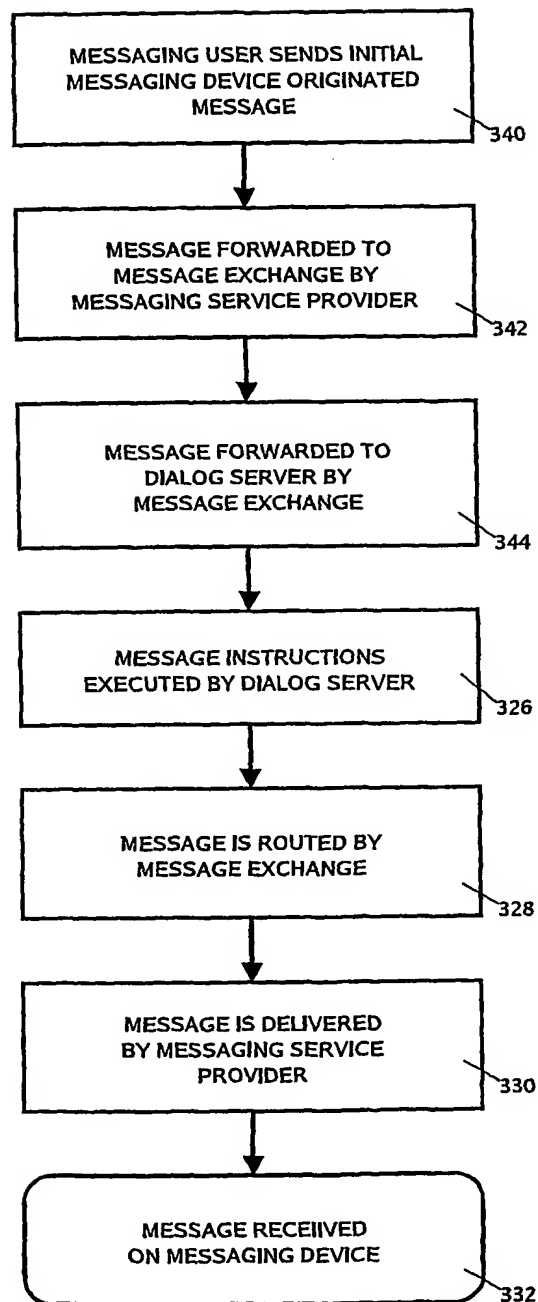 MESSAGING USER SENDS INITIAL
MESSAGING DEVICE ORIGINATED
MESSAGE
340
MESSAGE FORWARDED TO
MESSAGE EXCHANGE BY
MESSAGING SERVICE PROVIDER
342
MESSAGE FORWARDED TO
DIALOG SERVER BY
MESSAGE EXCHANGE
344
MESSAGE INSTRUCTIONS
EXECUTED BY DIALOG SERVER
326
MESSAGE IS ROUTED BY
MESSAGE EXCHANGE
328
MESSAGE IS DELIVERED
BY MESSAGING SERVICE
PROVIDER
330
MESSAGE RECEIVED
ON MESSAGING DEVICE
332